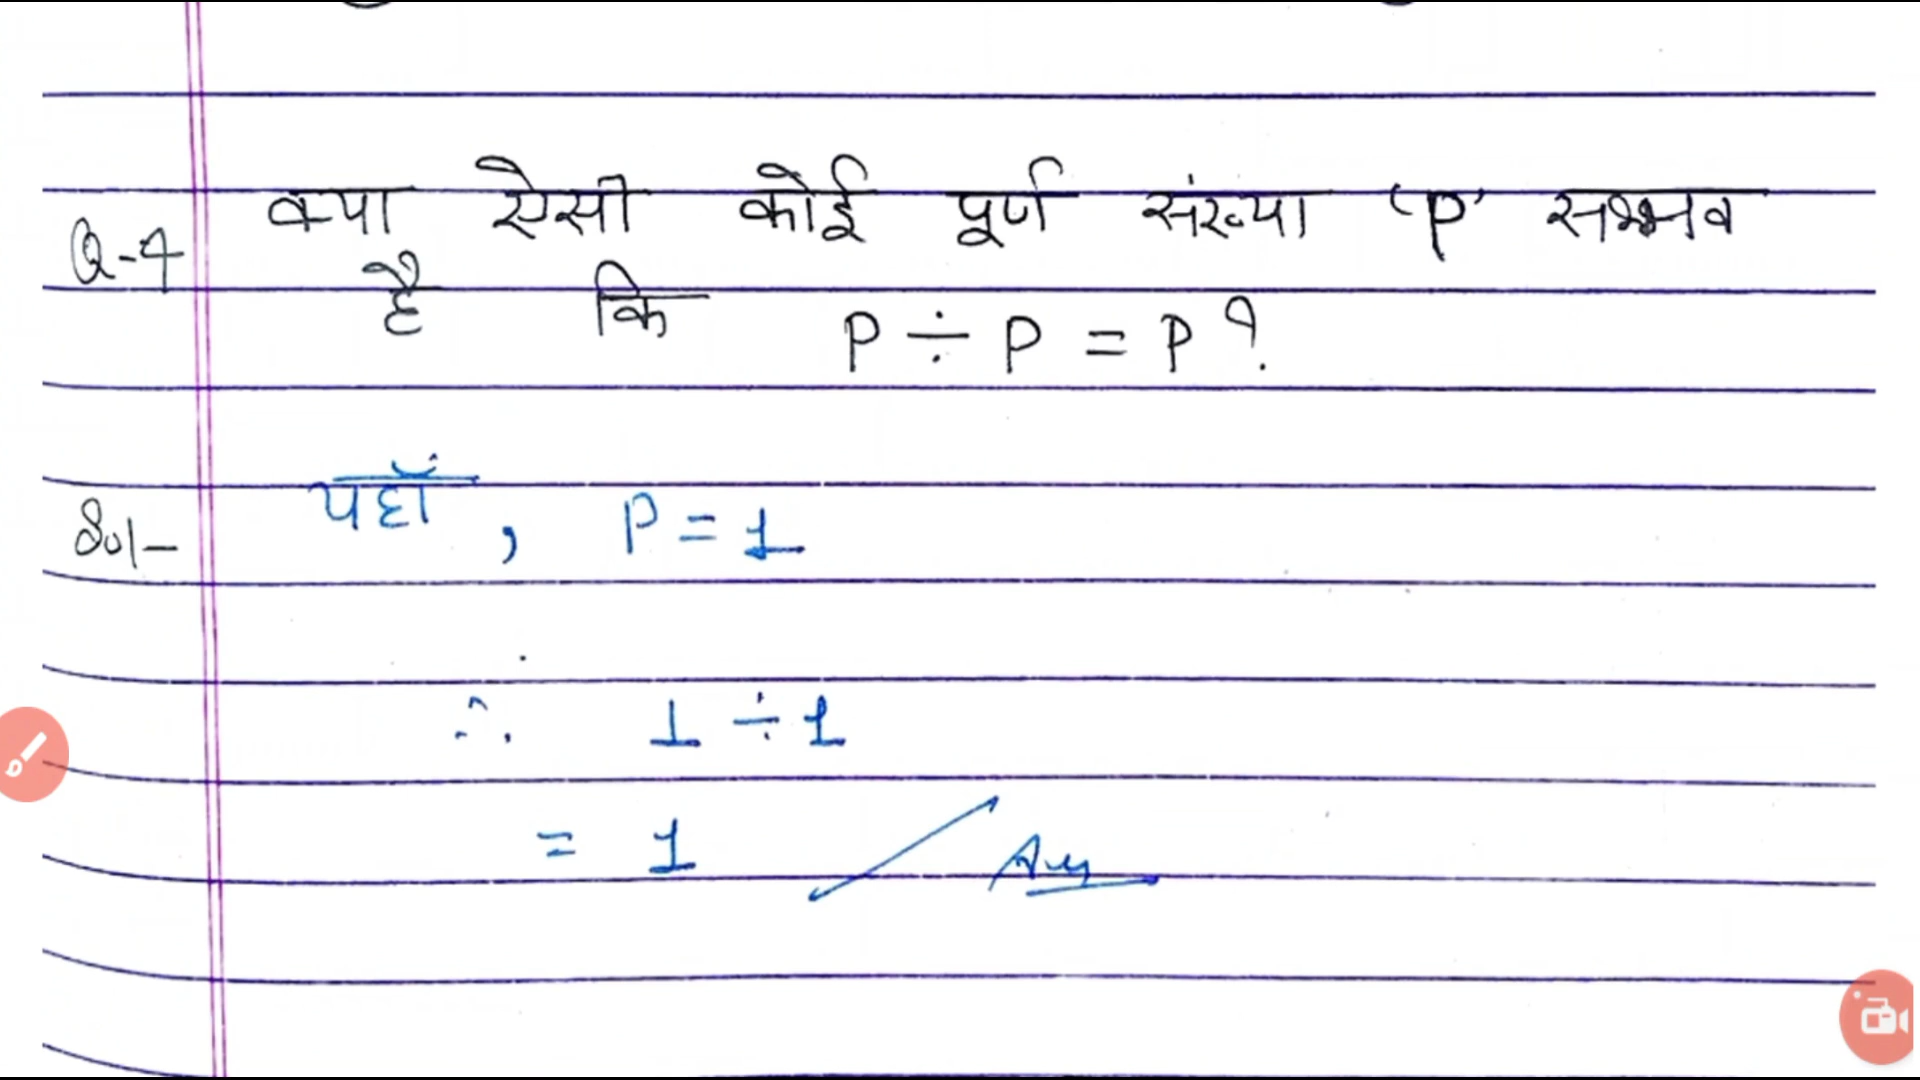 Q-4 क्या ऐसी कोई पूर्ण संख्या 'P' सम्भव
है कि P ÷ P = P ?
Sol- यहाँ , P = 1
∴ 1 ÷ 1
= 1 Ans